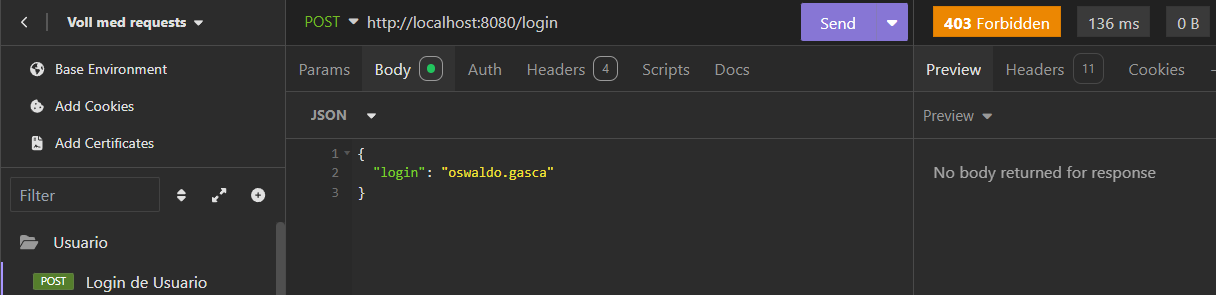 Voll med requests
Base Environment
Add Cookies
Add Certificates
Filter
Usuario
POST Login de Usuario
POST http://localhost:8080/login Send
Params Body Auth Headers 4 Scripts Docs
JSON
1 {
2 "login": "oswaldo.gasca"
3 }
403 Forbidden 136 ms 0 B
Preview Headers 11 Cookies
Preview
No body returned for response